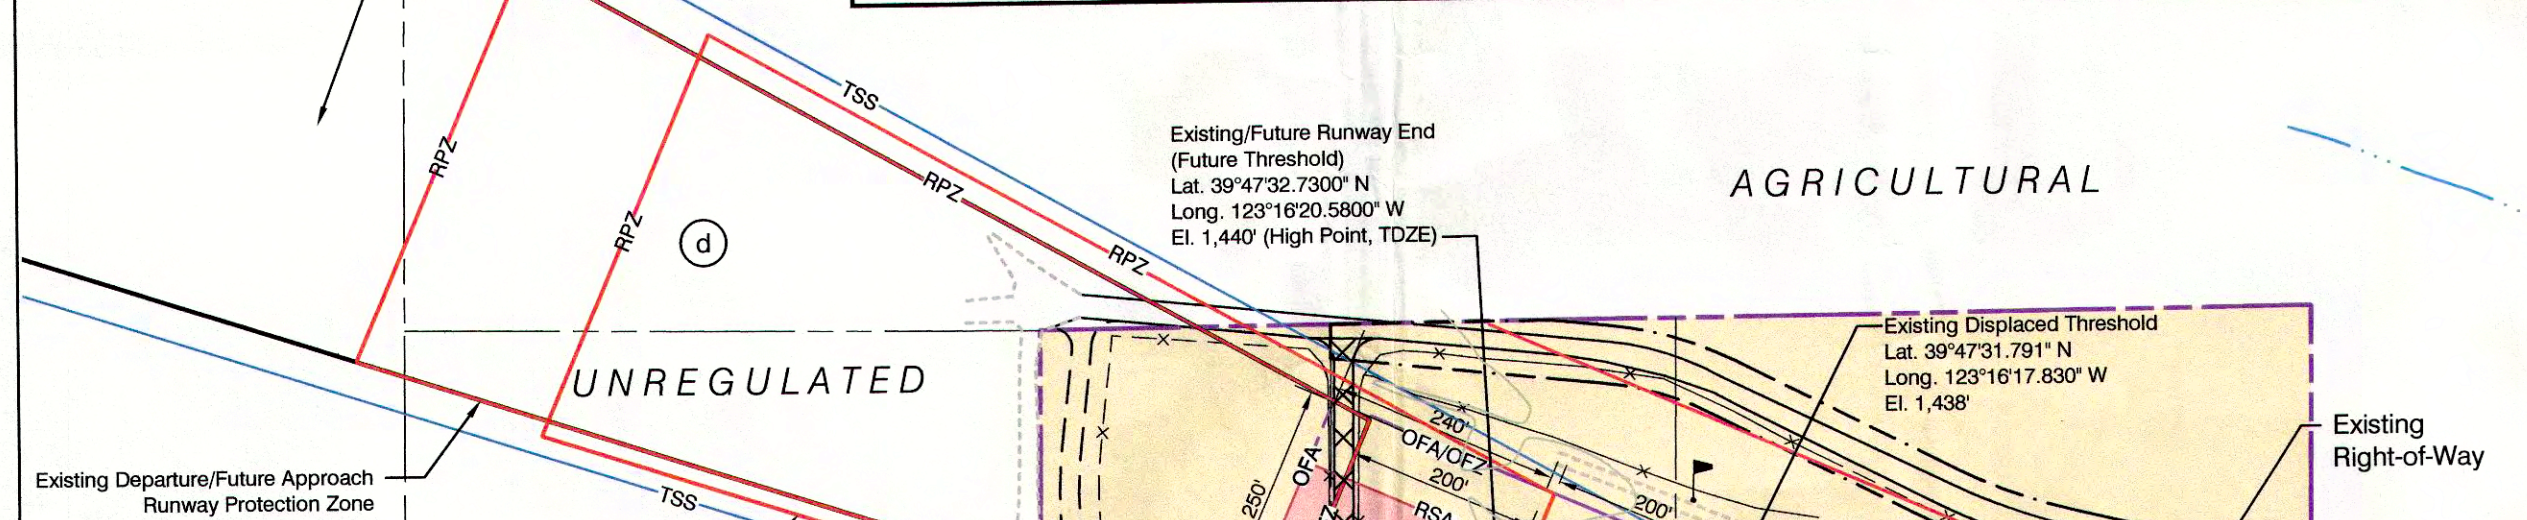 TSS
RPZ
RPZ
RPZ
RPZ
d
Existing/Future Runway End
(Future Threshold)
Lat. 39°47'32.7300" N
Long. 123°16'20.5800" W
El. 1,440' (High Point, TDZE)
AGRICULTURAL
UNREGULATED
Existing Displaced Threshold
Lat. 39°47'31.791" N
Long. 123°16'17.830" W
El. 1,438'
Existing
Right-of-Way
Existing Departure/Future Approach
Runway Protection Zone
TSS
240'
OFA/OFZ
OFA
250'
200'
200'
RSA